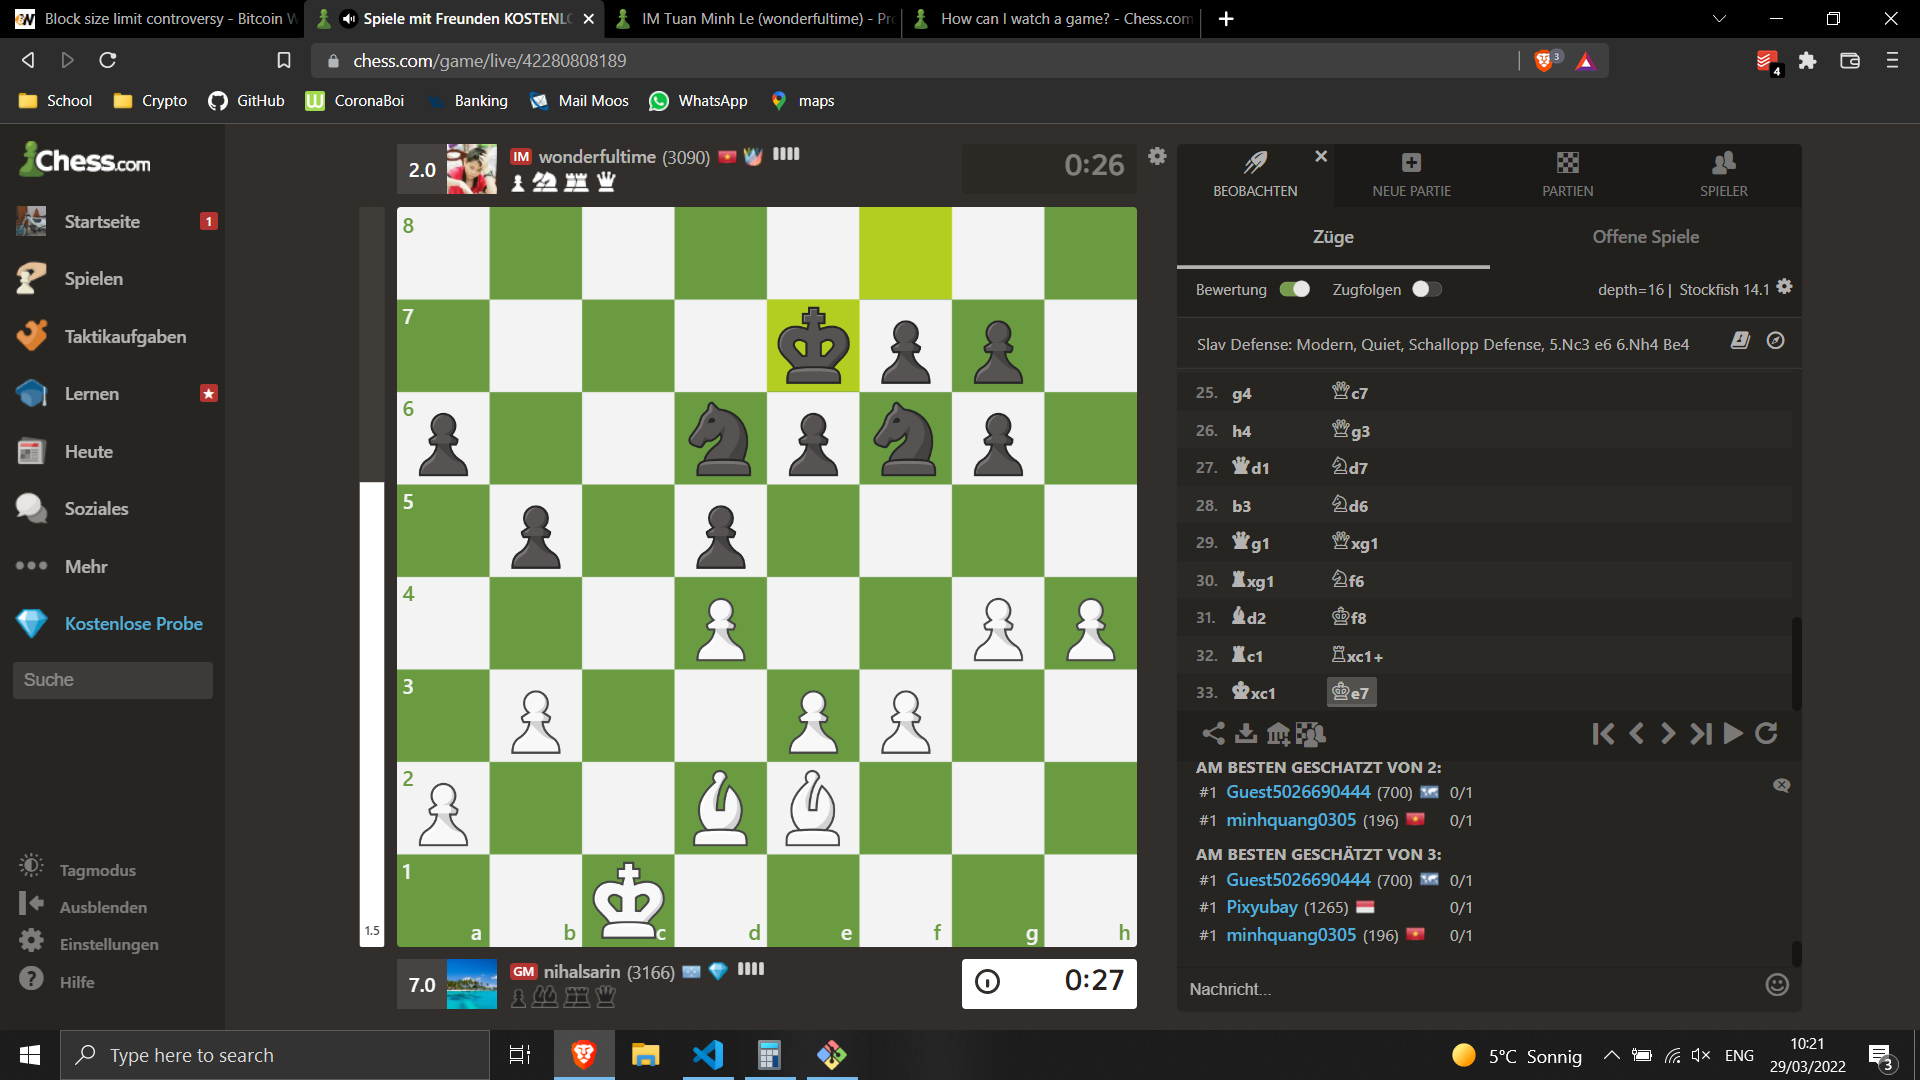 Block size limit controversy - Bitcoin W
Spiele mit Freunden KOSTENLO
IM Tuan Minh Le (wonderfultime) - Pr
How can I watch a game? - Chess.com
chess.com/game/live/42280808189
3
4
School
Crypto
GitHub
CoronaBoi
Banking
Mail Moos
WhatsApp
maps
Chess.com
Startseite
1
Spielen
Taktikaufgaben
Lernen
Heute
Soziales
Mehr
Kostenlose Probe
Suche
Tagmodus
Ausblenden
Einstellungen
Hilfe
2.0
IM wonderfultime (3090)
0:26
8
7
6
5
4
3
2
1
a b c d e f g h
1.5
7.0
GM nihalsarin (3166)
0:27
BEOBACHTEN
NEUE PARTIE
PARTIEN
SPIELER
Züge
Offene Spiele
Bewertung
Zugfolgen
depth=16 | Stockfish 14.1
Slav Defense: Modern, Quiet, Schallopp Defense, 5.Nc3 e6 6.Nh4 Be4
25. g4 ♕c7
26. h4 ♕g3
27. ♛d1 ♘d7
28. b3 ♘d6
29. ♛g1 ♕xg1
30. ♜xg1 ♘f6
31. ♝d2 ♔f8
32. ♜c1 ♖xc1+
33. ♚xc1 ♔e7
AM BESTEN GESCHÄTZT VON 2:
#1 Guest5026690444 (700) 0/1
#1 minhquang0305 (196) 0/1
AM BESTEN GESCHÄTZT VON 3:
#1 Guest5026690444 (700) 0/1
#1 Pixyubay (1265) 0/1
#1 minhquang0305 (196) 0/1
Nachricht...
Type here to search
5°C Sonnig
ENG
10:21
29/03/2022
3